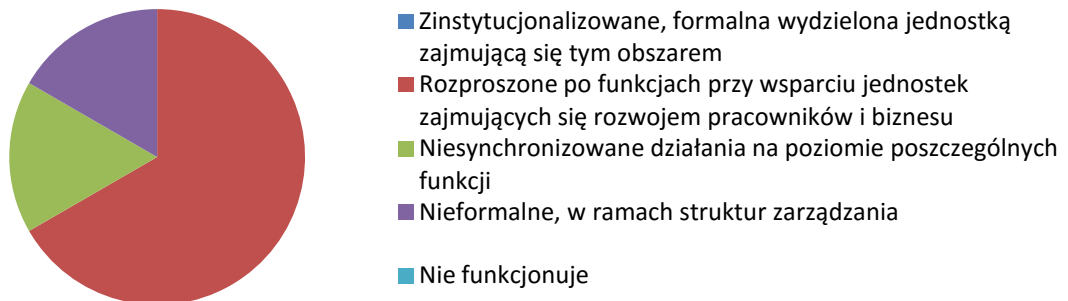 Zinstytucjonalizowane, formalna wydzielona jednostką
zajmującą się tym obszarem
Rozproszone po funkcjach przy wsparciu jednostek
zajmujących się rozwojem pracowników i biznesu
Niesynchronizowane działania na poziomie poszczególnych
funkcji
Nieformalne, w ramach struktur zarządzania
Nie funkcjonuje